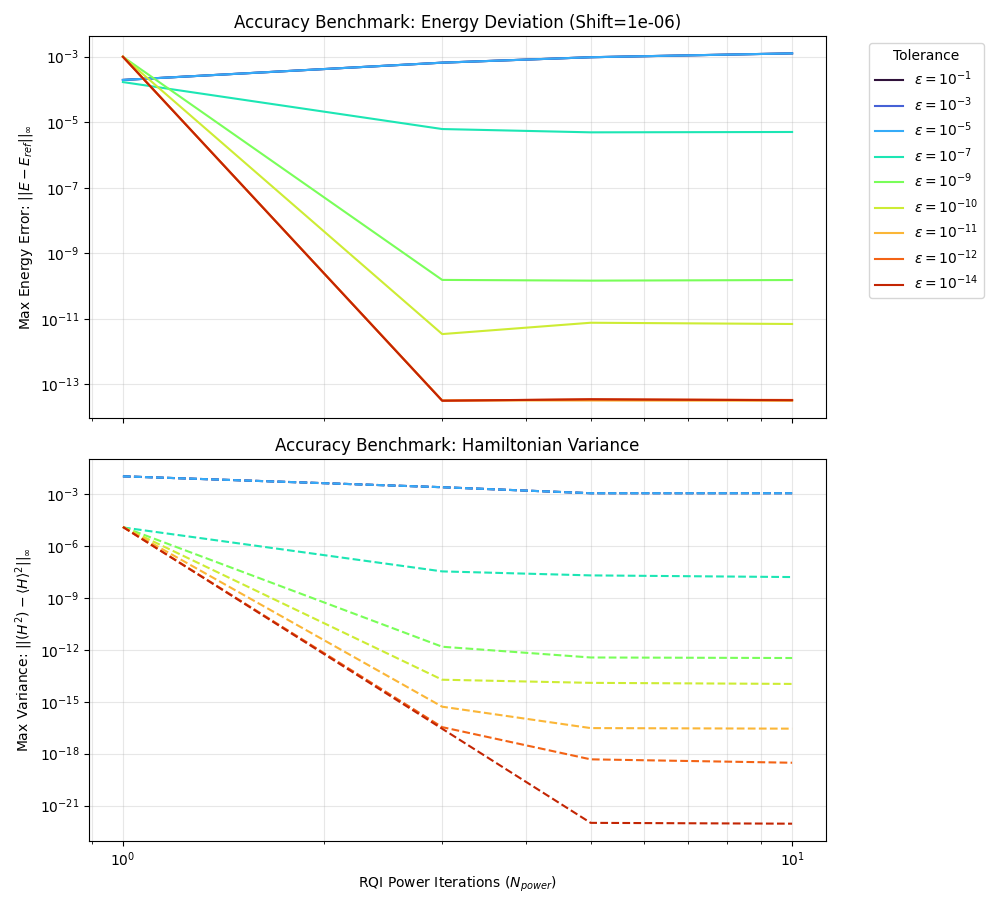 Accuracy Benchmark: Energy Deviation (Shift=1e-06)
Max Energy Error: ||E − E_ref||_∞
10^−3
10^−5
10^−7
10^−9
10^−11
10^−13
Tolerance
ε = 10^−1
ε = 10^−3
ε = 10^−5
ε = 10^−7
ε = 10^−9
ε = 10^−10
ε = 10^−11
ε = 10^−12
ε = 10^−14
Accuracy Benchmark: Hamiltonian Variance
Max Variance: ||⟨H^2⟩ − ⟨H⟩^2||_∞
10^−3
10^−6
10^−9
10^−12
10^−15
10^−18
10^−21
10^0
10^1
RQI Power Iterations (N_power)